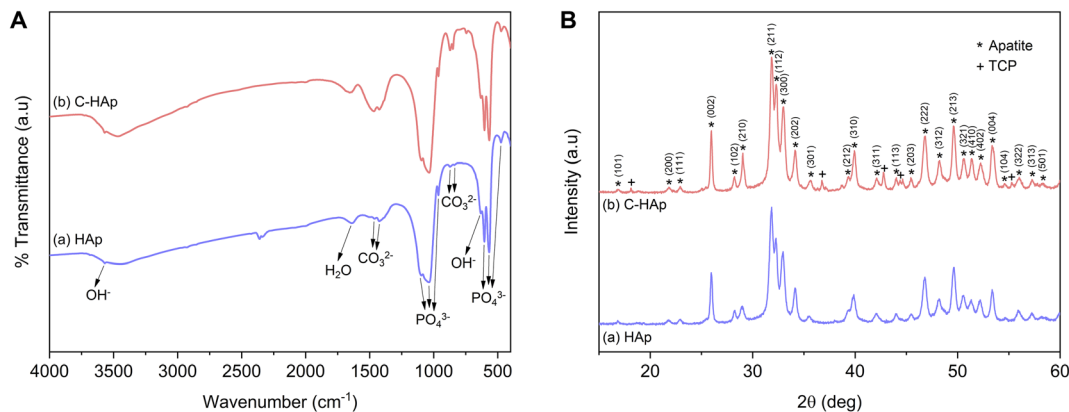 A
% Transmittance (a.u)
(b) C-HAp
(a) HAp
OH-
H₂O
CO₃²⁻
PO₄³⁻
CO₃²⁻
OH-
PO₄³⁻
4000 3500 3000 2500 2000 1500 1000 500
Wavenumber (cm⁻¹)
B
Intensity (a.u)
* Apatite
+ TCP
(101)
+
(200)
(111)
(002)
(102)
(210)
(211)
(112)
(300)
(202)
(301)
+
(212)
(310)
(311)
+
(113)
+
(203)
(222)
(312)
(213)
(321)
(410)
(402)
(004)
(104)
+
(322)
(313)
(501)
(b) C-HAp
(a) HAp
20 30 40 50 60
2θ (deg)